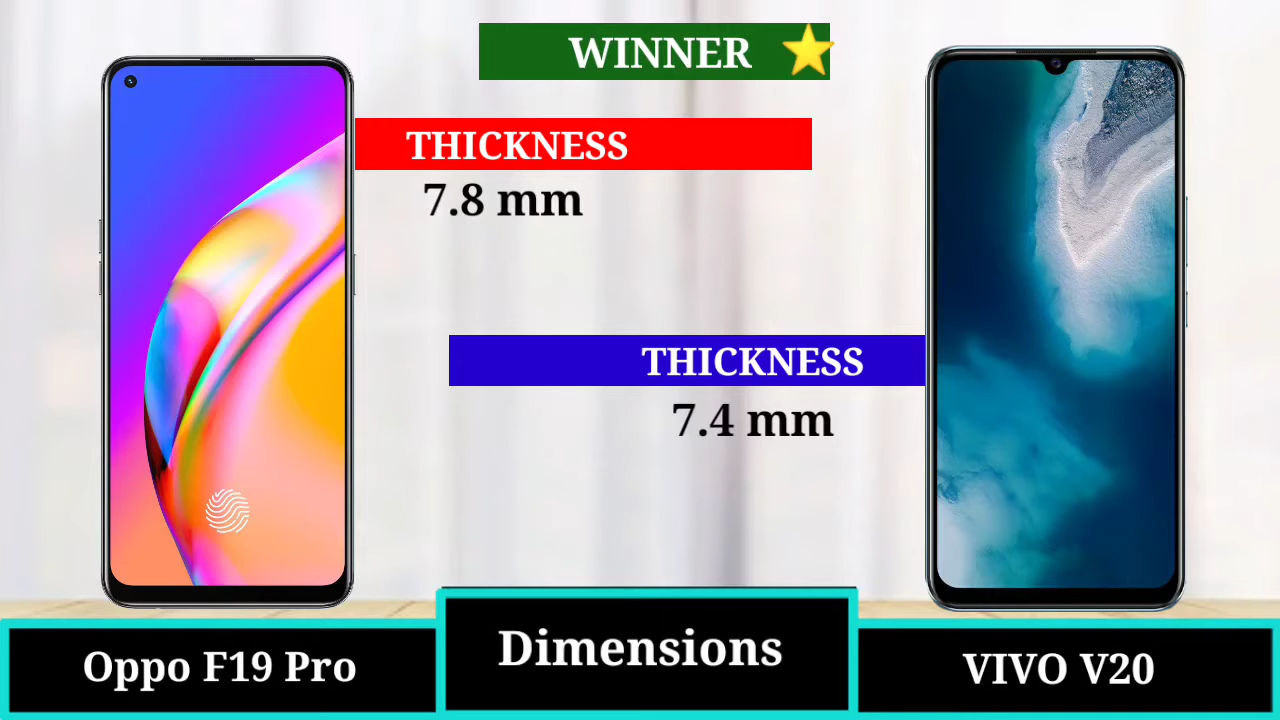 WINNER
THICKNESS
7.8 mm
THICKNESS
7.4 mm
Oppo F19 Pro
Dimensions
VIVO V20